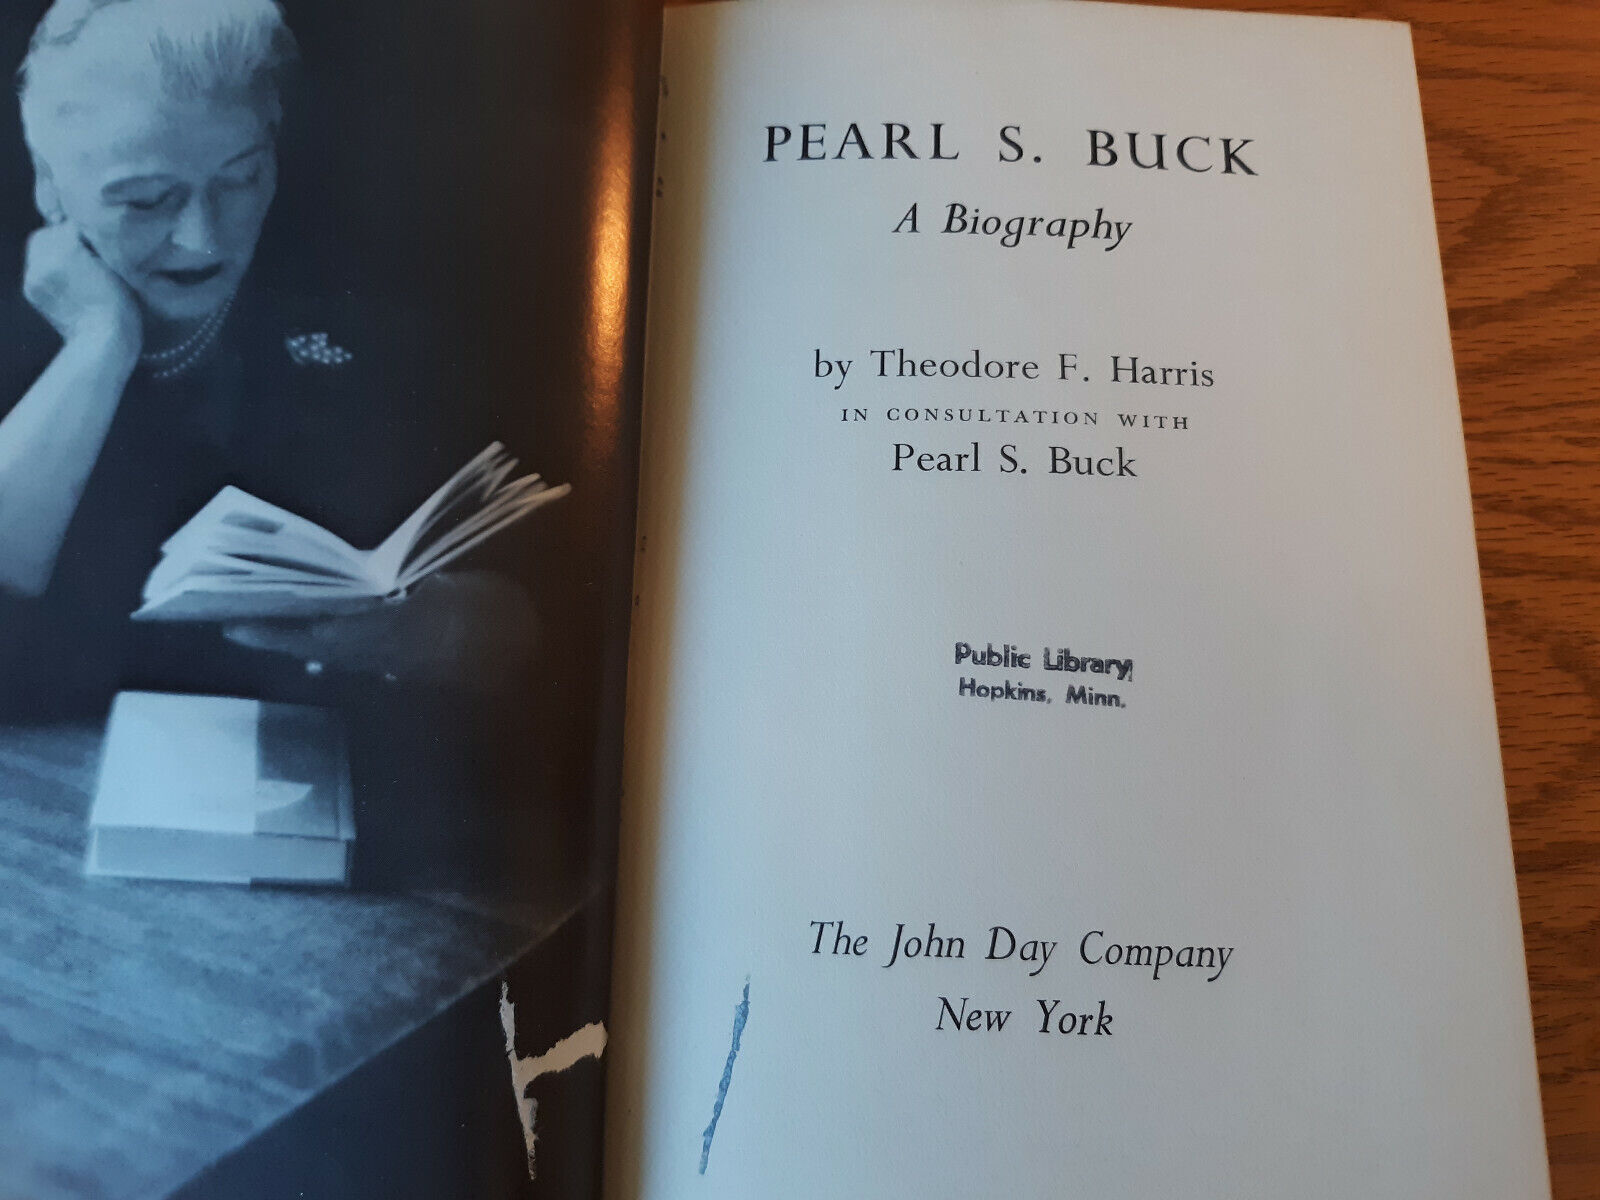 PEARL S. BUCK
A Biography
by Theodore F. Harris
IN CONSULTATION WITH
Pearl S. Buck
Public Library
Hopkins, Minn.
The John Day Company
New York